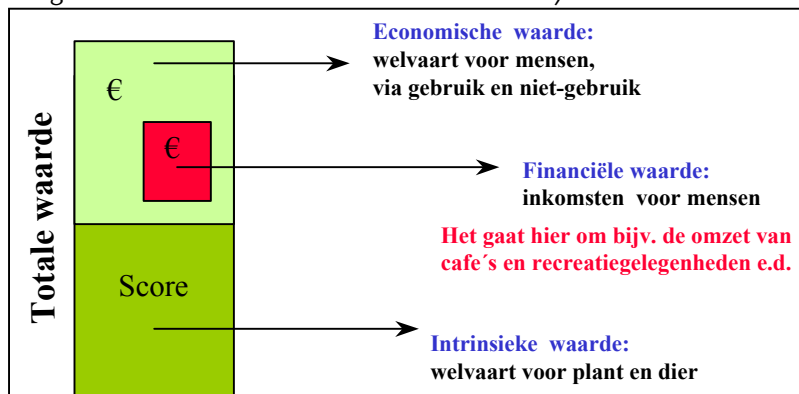 Totale waarde
€
€
Score
Economische waarde:
welvaart voor mensen,
via gebruik en niet-gebruik
Financiële waarde:
inkomsten voor mensen
Het gaat hier om bijv. de omzet van
cafe´s en recreatiegelegenheden e.d.
Intrinsieke waarde:
welvaart voor plant en dier